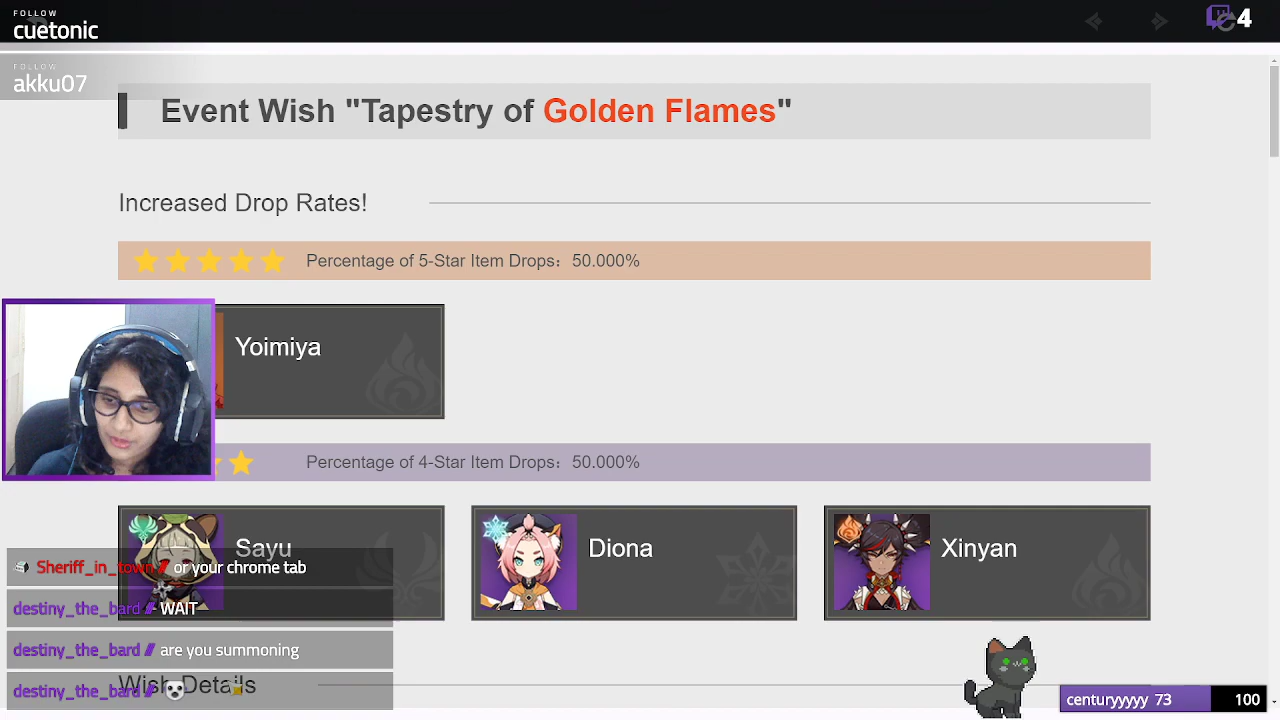 FOLLOW
cuetonic
4
FOLLOW
akku07
Event Wish "Tapestry of Golden Flames"
Increased Drop Rates!
Percentage of 5-Star Item Drops: 50.000%
Yoimiya
Percentage of 4-Star Item Drops: 50.000%
Sayu
Diona
Xinyan
Sheriff_in_town // or your chrome tab
destiny_the_bard // WAIT
destiny_the_bard // are you summoning
destiny_the_bard //
Wish Details
centuryyyyy 73
100